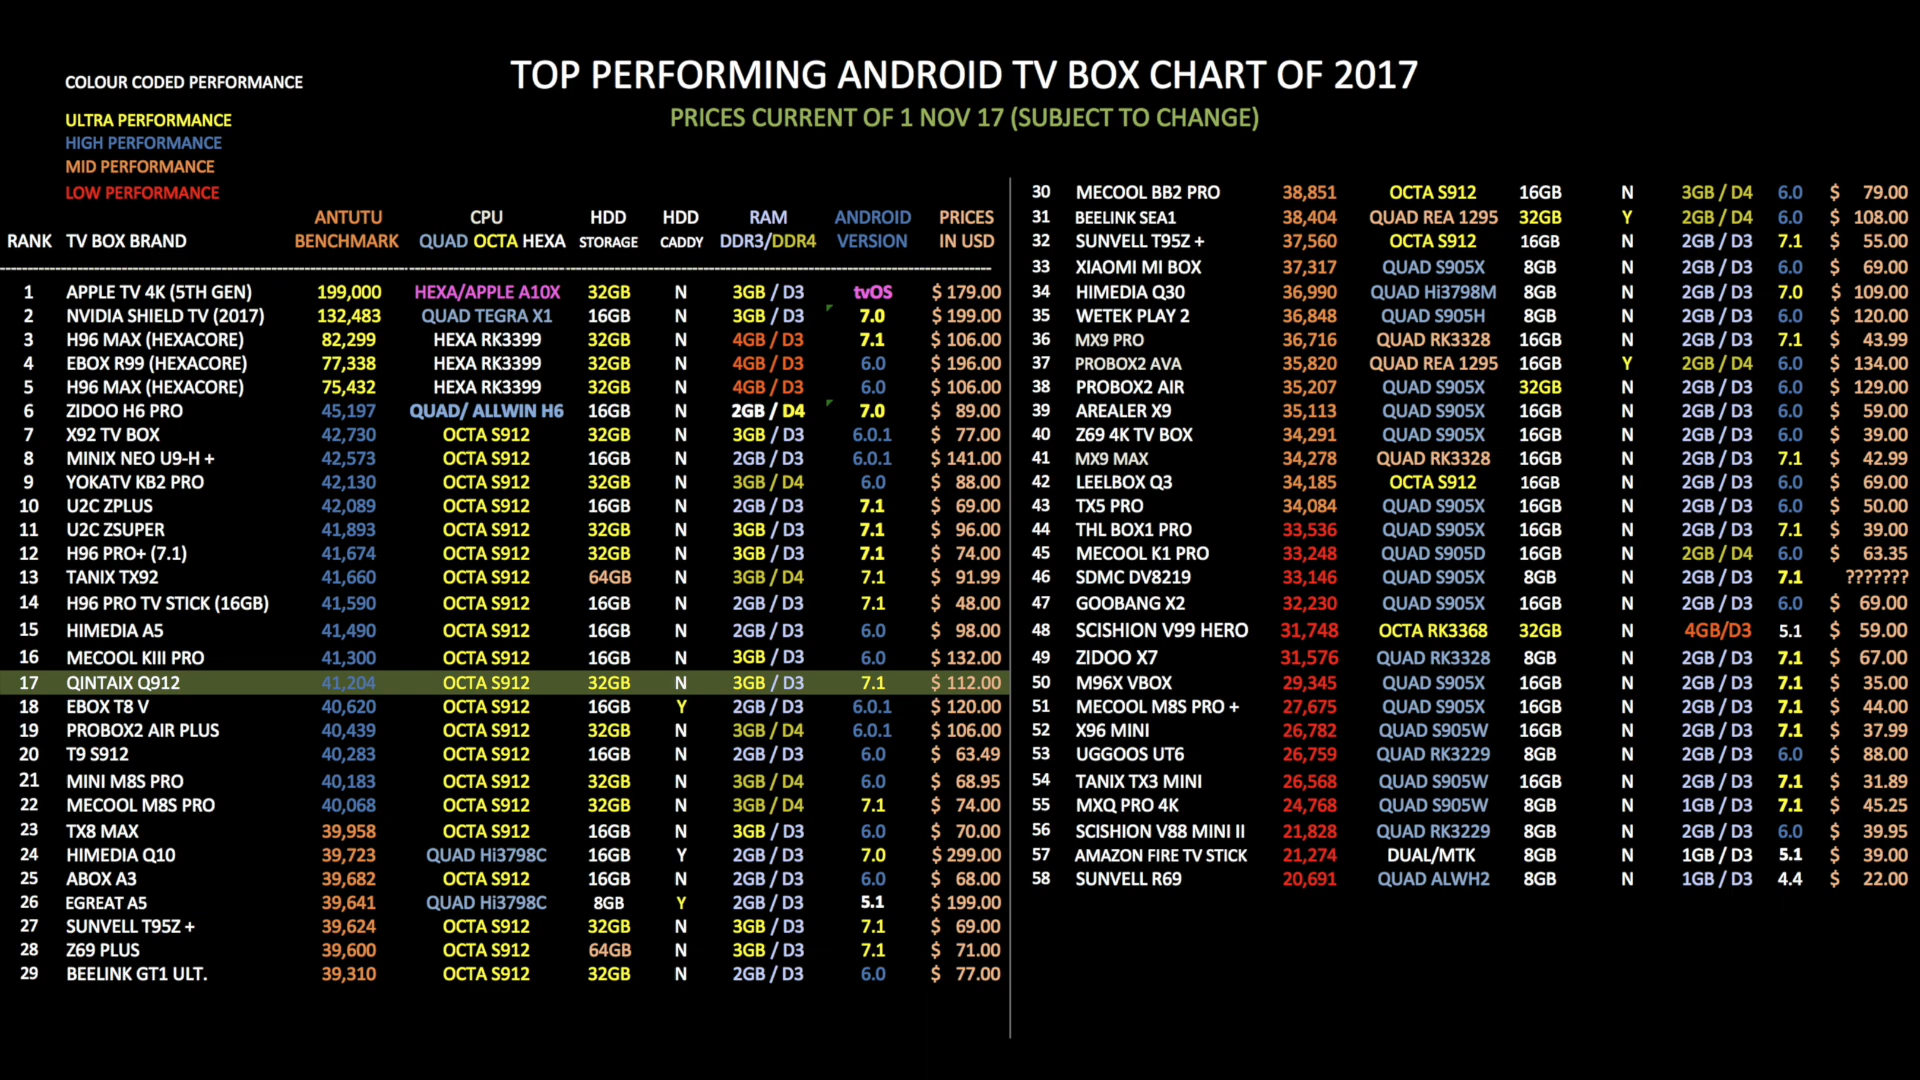 COLOUR CODED PERFORMANCE
TOP PERFORMING ANDROID TV BOX CHART OF 2017
PRICES CURRENT OF 1 NOV 17 (SUBJECT TO CHANGE)
ULTRA PERFORMANCE
HIGH PERFORMANCE
MID PERFORMANCE
LOW PERFORMANCE
ANTUTU CPU HDD HDD RAM ANDROID PRICES
RANK TV BOX BRAND BENCHMARK QUAD OCTA HEXA STORAGE CADDY DDR3/DDR4 VERSION IN USD
1 APPLE TV 4K (5TH GEN) 199,000 HEXA/APPLE A10X 32GB N 3GB / D3 tvOS $ 179.00
2 NVIDIA SHIELD TV (2017) 132,483 QUAD TEGRA X1 16GB N 3GB / D3 7.0 $ 199.00
3 H96 MAX (HEXACORE) 82,299 HEXA RK3399 32GB N 4GB / D3 7.1 $ 106.00
4 EBOX R99 (HEXACORE) 77,338 HEXA RK3399 32GB N 4GB / D3 6.0 $ 196.00
5 H96 MAX (HEXACORE) 75,432 HEXA RK3399 32GB N 4GB / D3 6.0 $ 106.00
6 ZIDOO H6 PRO 45,197 QUAD/ ALLWIN H6 16GB N 2GB / D4 7.0 $ 89.00
7 X92 TV BOX 42,730 OCTA S912 32GB N 3GB / D3 6.0.1 $ 77.00
8 MINIX NEO U9-H + 42,573 OCTA S912 16GB N 2GB / D3 6.0.1 $ 141.00
9 YOKATV KB2 PRO 42,130 OCTA S912 32GB N 3GB / D4 6.0 $ 88.00
10 U2C ZPLUS 42,089 OCTA S912 16GB N 2GB / D3 7.1 $ 69.00
11 U2C ZSUPER 41,893 OCTA S912 32GB N 3GB / D3 7.1 $ 96.00
12 H96 PRO+ (7.1) 41,674 OCTA S912 32GB N 3GB / D3 7.1 $ 74.00
13 TANIX TX92 41,660 OCTA S912 64GB N 3GB / D4 7.1 $ 91.99
14 H96 PRO TV STICK (16GB) 41,590 OCTA S912 16GB N 2GB / D3 7.1 $ 48.00
15 HIMEDIA A5 41,490 OCTA S912 16GB N 2GB / D3 6.0 $ 98.00
16 MECOOL KIII PRO 41,300 OCTA S912 16GB N 3GB / D3 6.0 $ 132.00
17 QINTAIX Q912 41,204 OCTA S912 32GB N 3GB / D3 7.1 $ 112.00
18 EBOX T8 V 40,620 OCTA S912 16GB Y 2GB / D3 6.0.1 $ 120.00
19 PROBOX2 AIR PLUS 40,439 OCTA S912 32GB N 3GB / D4 6.0.1 $ 106.00
20 T9 S912 40,283 OCTA S912 16GB N 2GB / D3 6.0 $ 63.49
21 MINI M8S PRO 40,183 OCTA S912 32GB N 3GB / D4 6.0 $ 68.95
22 MECOOL M8S PRO 40,068 OCTA S912 32GB N 3GB / D4 7.1 $ 74.00
23 TX8 MAX 39,958 OCTA S912 16GB N 3GB / D3 6.0 $ 70.00
24 HIMEDIA Q10 39,723 QUAD Hi3798C 16GB Y 2GB / D3 7.0 $ 299.00
25 ABOX A3 39,682 OCTA S912 16GB N 2GB / D3 6.0 $ 68.00
26 EGREAT A5 39,641 QUAD Hi3798C 8GB Y 2GB / D3 5.1 $ 199.00
27 SUNVELL T95Z + 39,624 OCTA S912 32GB N 3GB / D3 7.1 $ 69.00
28 Z69 PLUS 39,600 OCTA S912 64GB N 3GB / D3 7.1 $ 71.00
29 BEELINK GT1 ULT. 39,310 OCTA S912 32GB N 2GB / D3 6.0 $ 77.00
30 MECOOL BB2 PRO 38,851 OCTA S912 16GB N 3GB / D4 6.0 $ 79.00
31 BEELINK SEA1 38,404 QUAD REA 1295 32GB Y 2GB / D4 6.0 $ 108.00
32 SUNVELL T95Z + 37,560 OCTA S912 16GB N 2GB / D3 7.1 $ 55.00
33 XIAOMI MI BOX 37,317 QUAD S905X 8GB N 2GB / D3 6.0 $ 69.00
34 HIMEDIA Q30 36,990 QUAD Hi3798M 8GB N 2GB / D3 7.0 $ 109.00
35 WETEK PLAY 2 36,848 QUAD S905H 8GB N 2GB / D3 6.0 $ 120.00
36 MX9 PRO 36,716 QUAD RK3328 16GB N 2GB / D3 7.1 $ 43.99
37 PROBOX2 AVA 35,820 QUAD REA 1295 16GB Y 2GB / D4 6.0 $ 134.00
38 PROBOX2 AIR 35,207 QUAD S905X 32GB N 2GB / D3 6.0 $ 129.00
39 AREALER X9 35,113 QUAD S905X 16GB N 2GB / D3 6.0 $ 59.00
40 Z69 4K TV BOX 34,291 QUAD S905X 16GB N 2GB / D3 6.0 $ 39.00
41 MX9 MAX 34,278 QUAD RK3328 16GB N 2GB / D3 7.1 $ 42.99
42 LEELBOX Q3 34,185 OCTA S912 16GB N 2GB / D3 6.0 $ 69.00
43 TX5 PRO 34,084 QUAD S905X 16GB N 2GB / D3 6.0 $ 50.00
44 THL BOX1 PRO 33,536 QUAD S905X 16GB N 2GB / D3 7.1 $ 39.00
45 MECOOL K1 PRO 33,248 QUAD S905D 16GB N 2GB / D4 6.0 $ 63.35
46 SDMC DV8219 33,146 QUAD S905X 8GB N 2GB / D3 7.1 ???????
47 GOOBANG X2 32,230 QUAD S905X 16GB N 2GB / D3 6.0 $ 69.00
48 SCISHION V99 HERO 31,748 OCTA RK3368 32GB N 4GB/D3 5.1 $ 59.00
49 ZIDOO X7 31,576 QUAD RK3328 8GB N 2GB / D3 7.1 $ 67.00
50 M96X VBOX 29,345 QUAD S905X 16GB N 2GB / D3 7.1 $ 35.00
51 MECOOL M8S PRO + 27,675 QUAD S905X 16GB N 2GB / D3 7.1 $ 44.00
52 X96 MINI 26,782 QUAD S905W 16GB N 2GB / D3 7.1 $ 37.99
53 UGGOOS UT6 26,759 QUAD RK3229 8GB N 2GB / D3 6.0 $ 88.00
54 TANIX TX3 MINI 26,568 QUAD S905W 16GB N 2GB / D3 7.1 $ 31.89
55 MXQ PRO 4K 24,768 QUAD S905W 8GB N 1GB / D3 7.1 $ 45.25
56 SCISHION V88 MINI II 21,828 QUAD RK3229 8GB N 2GB / D3 6.0 $ 39.95
57 AMAZON FIRE TV STICK 21,274 DUAL/MTK 8GB N 1GB / D3 5.1 $ 39.00
58 SUNVELL R69 20,691 QUAD ALWH2 8GB N 1GB / D3 4.4 $ 22.00